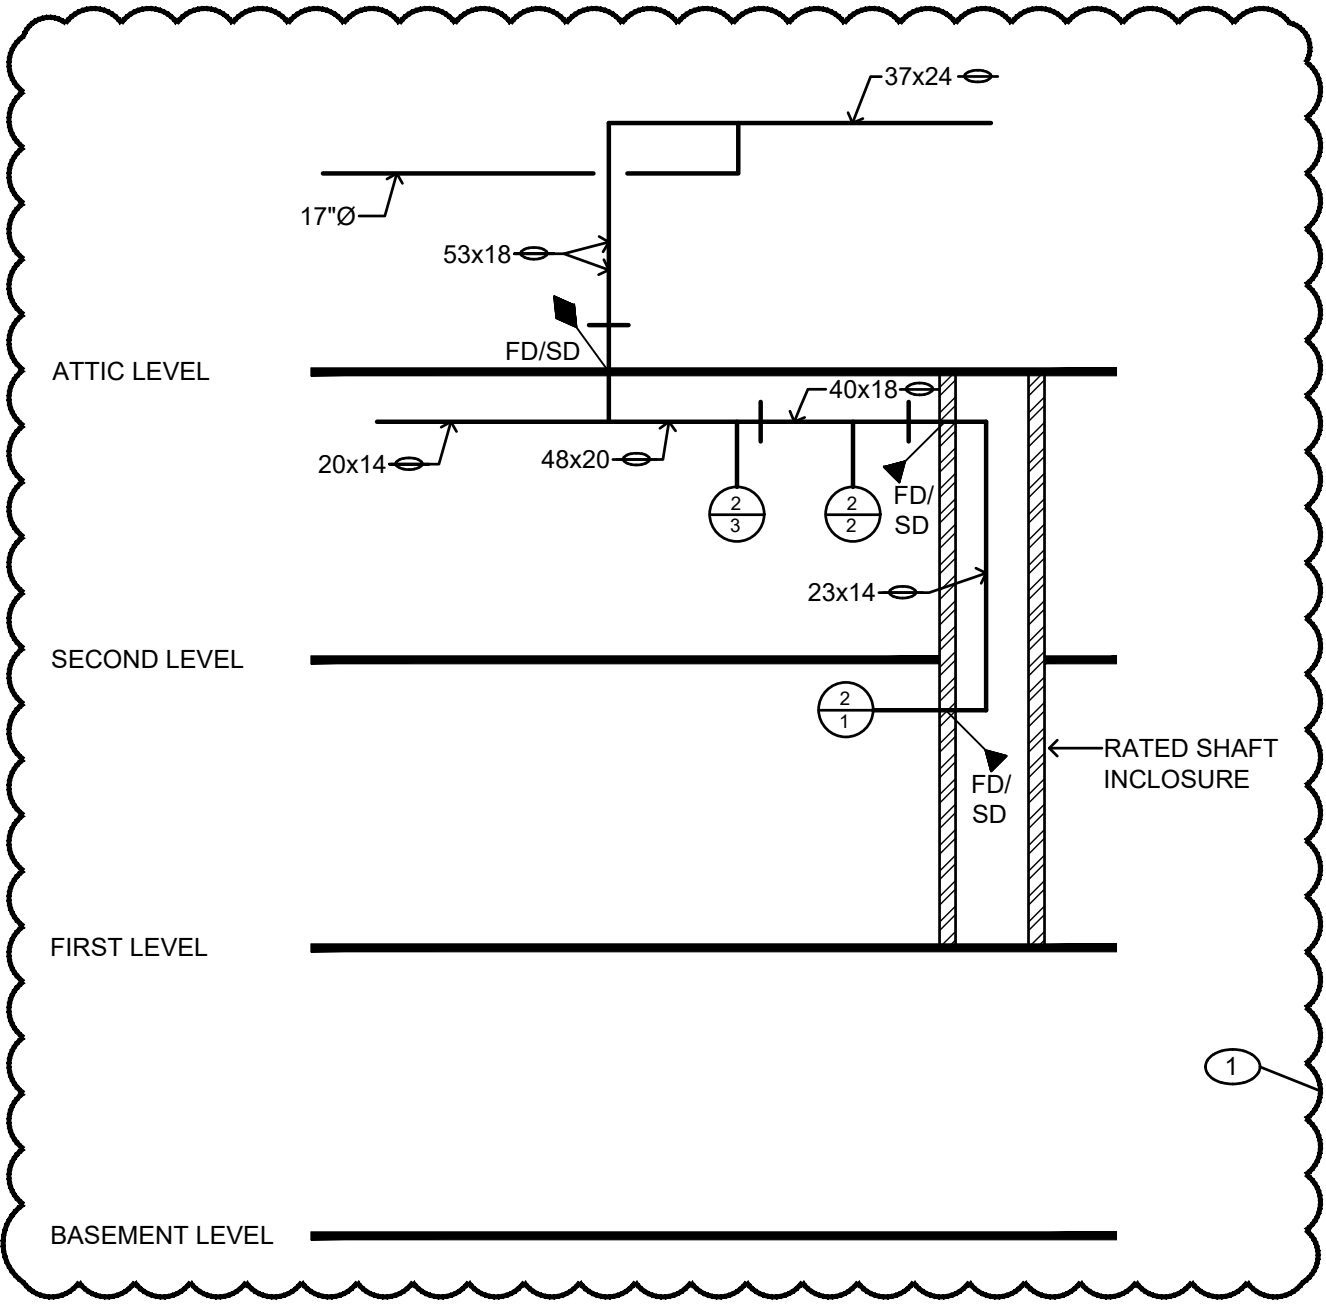 37x24
17"Ø
53x18
FD/SD
ATTIC LEVEL
40x18
20x14
48x20
2
3
2
2
FD/
SD
23x14
SECOND LEVEL
2
1
RATED SHAFT
INCLOSURE
FD/
SD
FIRST LEVEL
1
BASEMENT LEVEL